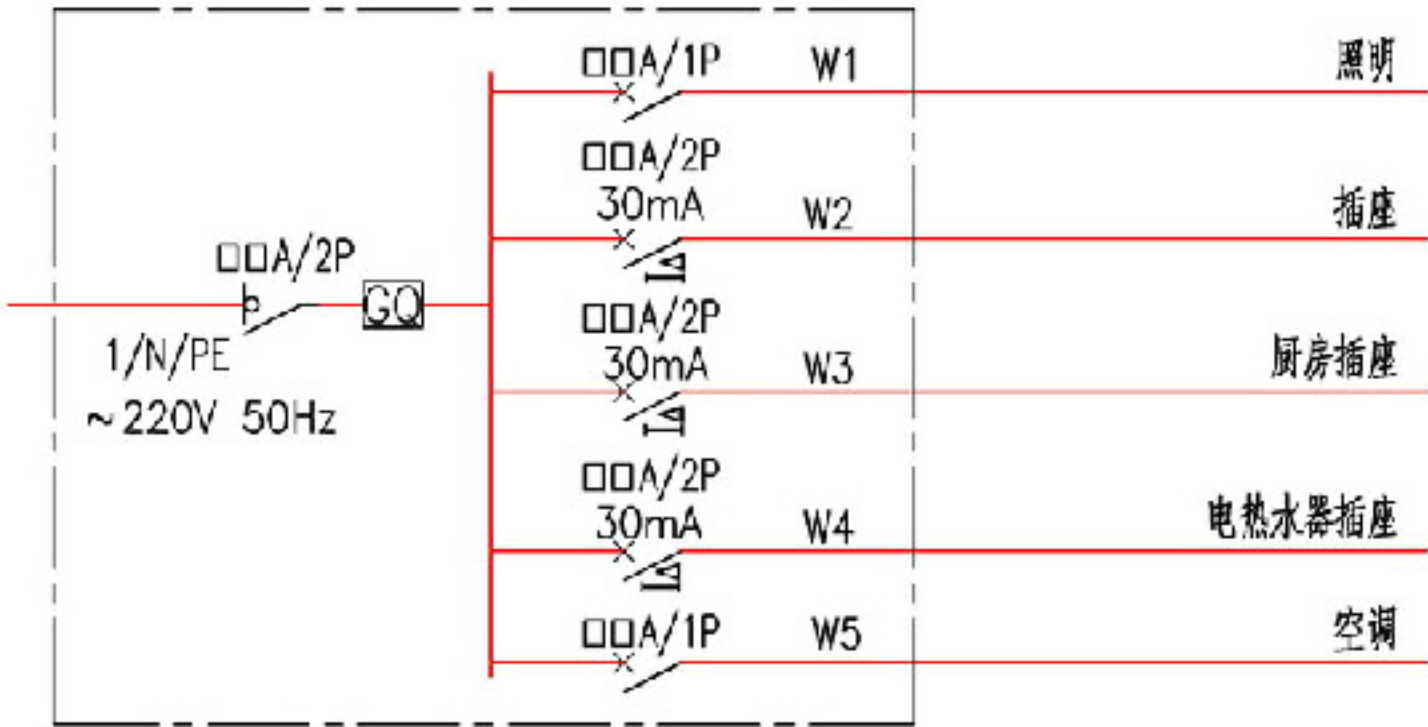 □□A/1P W1 照明
□□A/2P
30mA W2 插座
□□A/2P
GQ
1/N/PE
~220V 50Hz
□□A/2P
30mA W3 厨房插座
□□A/2P
30mA W4 电热水器插座
□□A/1P W5 空调